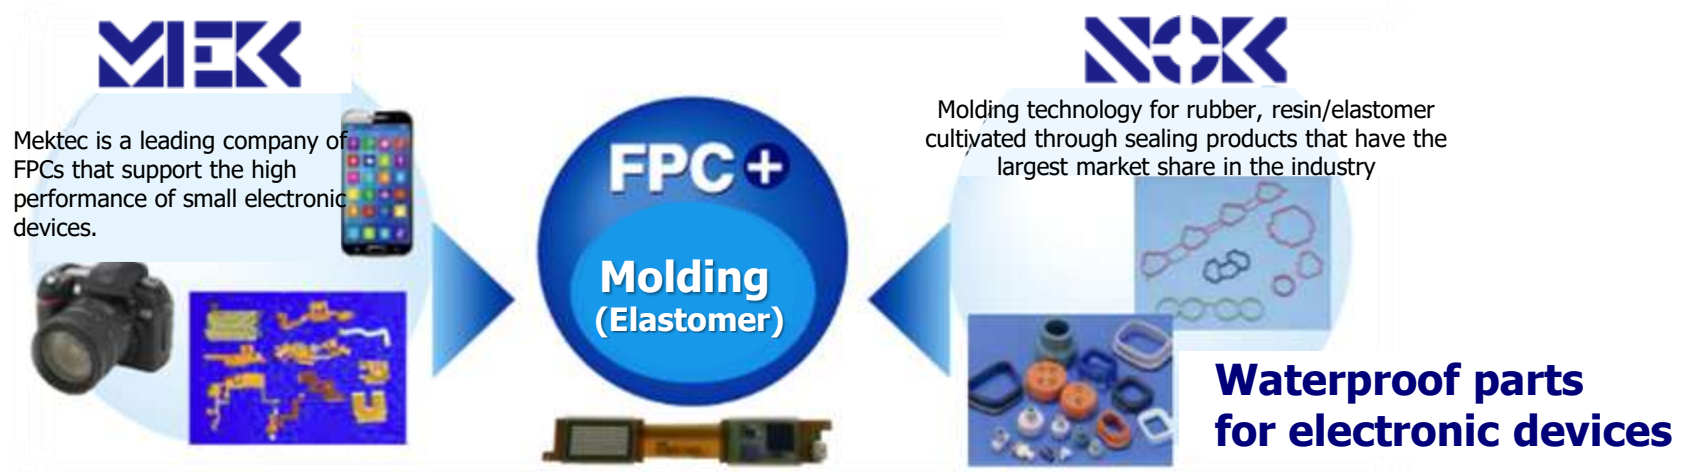 MEK
Mektec is a leading company of
FPCs that support the high
performance of small electronic
devices.
FPC+
Molding
(Elastomer)
NOK
Molding technology for rubber, resin/elastomer
cultivated through sealing products that have the
largest market share in the industry
Waterproof parts
for electronic devices